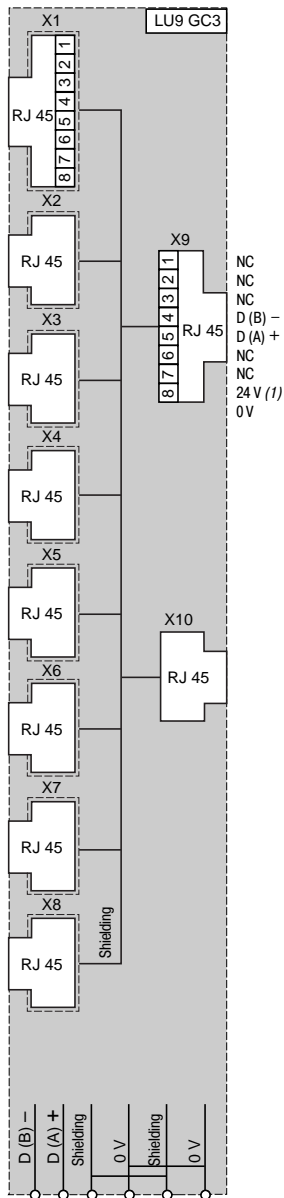 X1
LU9 GC3
RJ 45
1
2
3
4
5
6
7
8
X2
RJ 45
X9
1
2
3
4
5
6
7
8
RJ 45
NC
NC
NC
D (B) –
D (A) +
NC
NC
24 V (1)
0 V
X3
RJ 45
X4
RJ 45
X5
RJ 45
X10
RJ 45
X6
RJ 45
X7
RJ 45
X8
RJ 45
Shielding
D (B) –
D (A) +
Shielding
0 V
Shielding
0 V